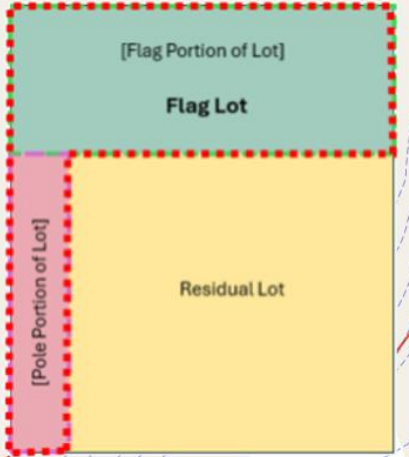 [Flag Portion of Lot]
Flag Lot
[Pole Portion of Lot]
Residual Lot